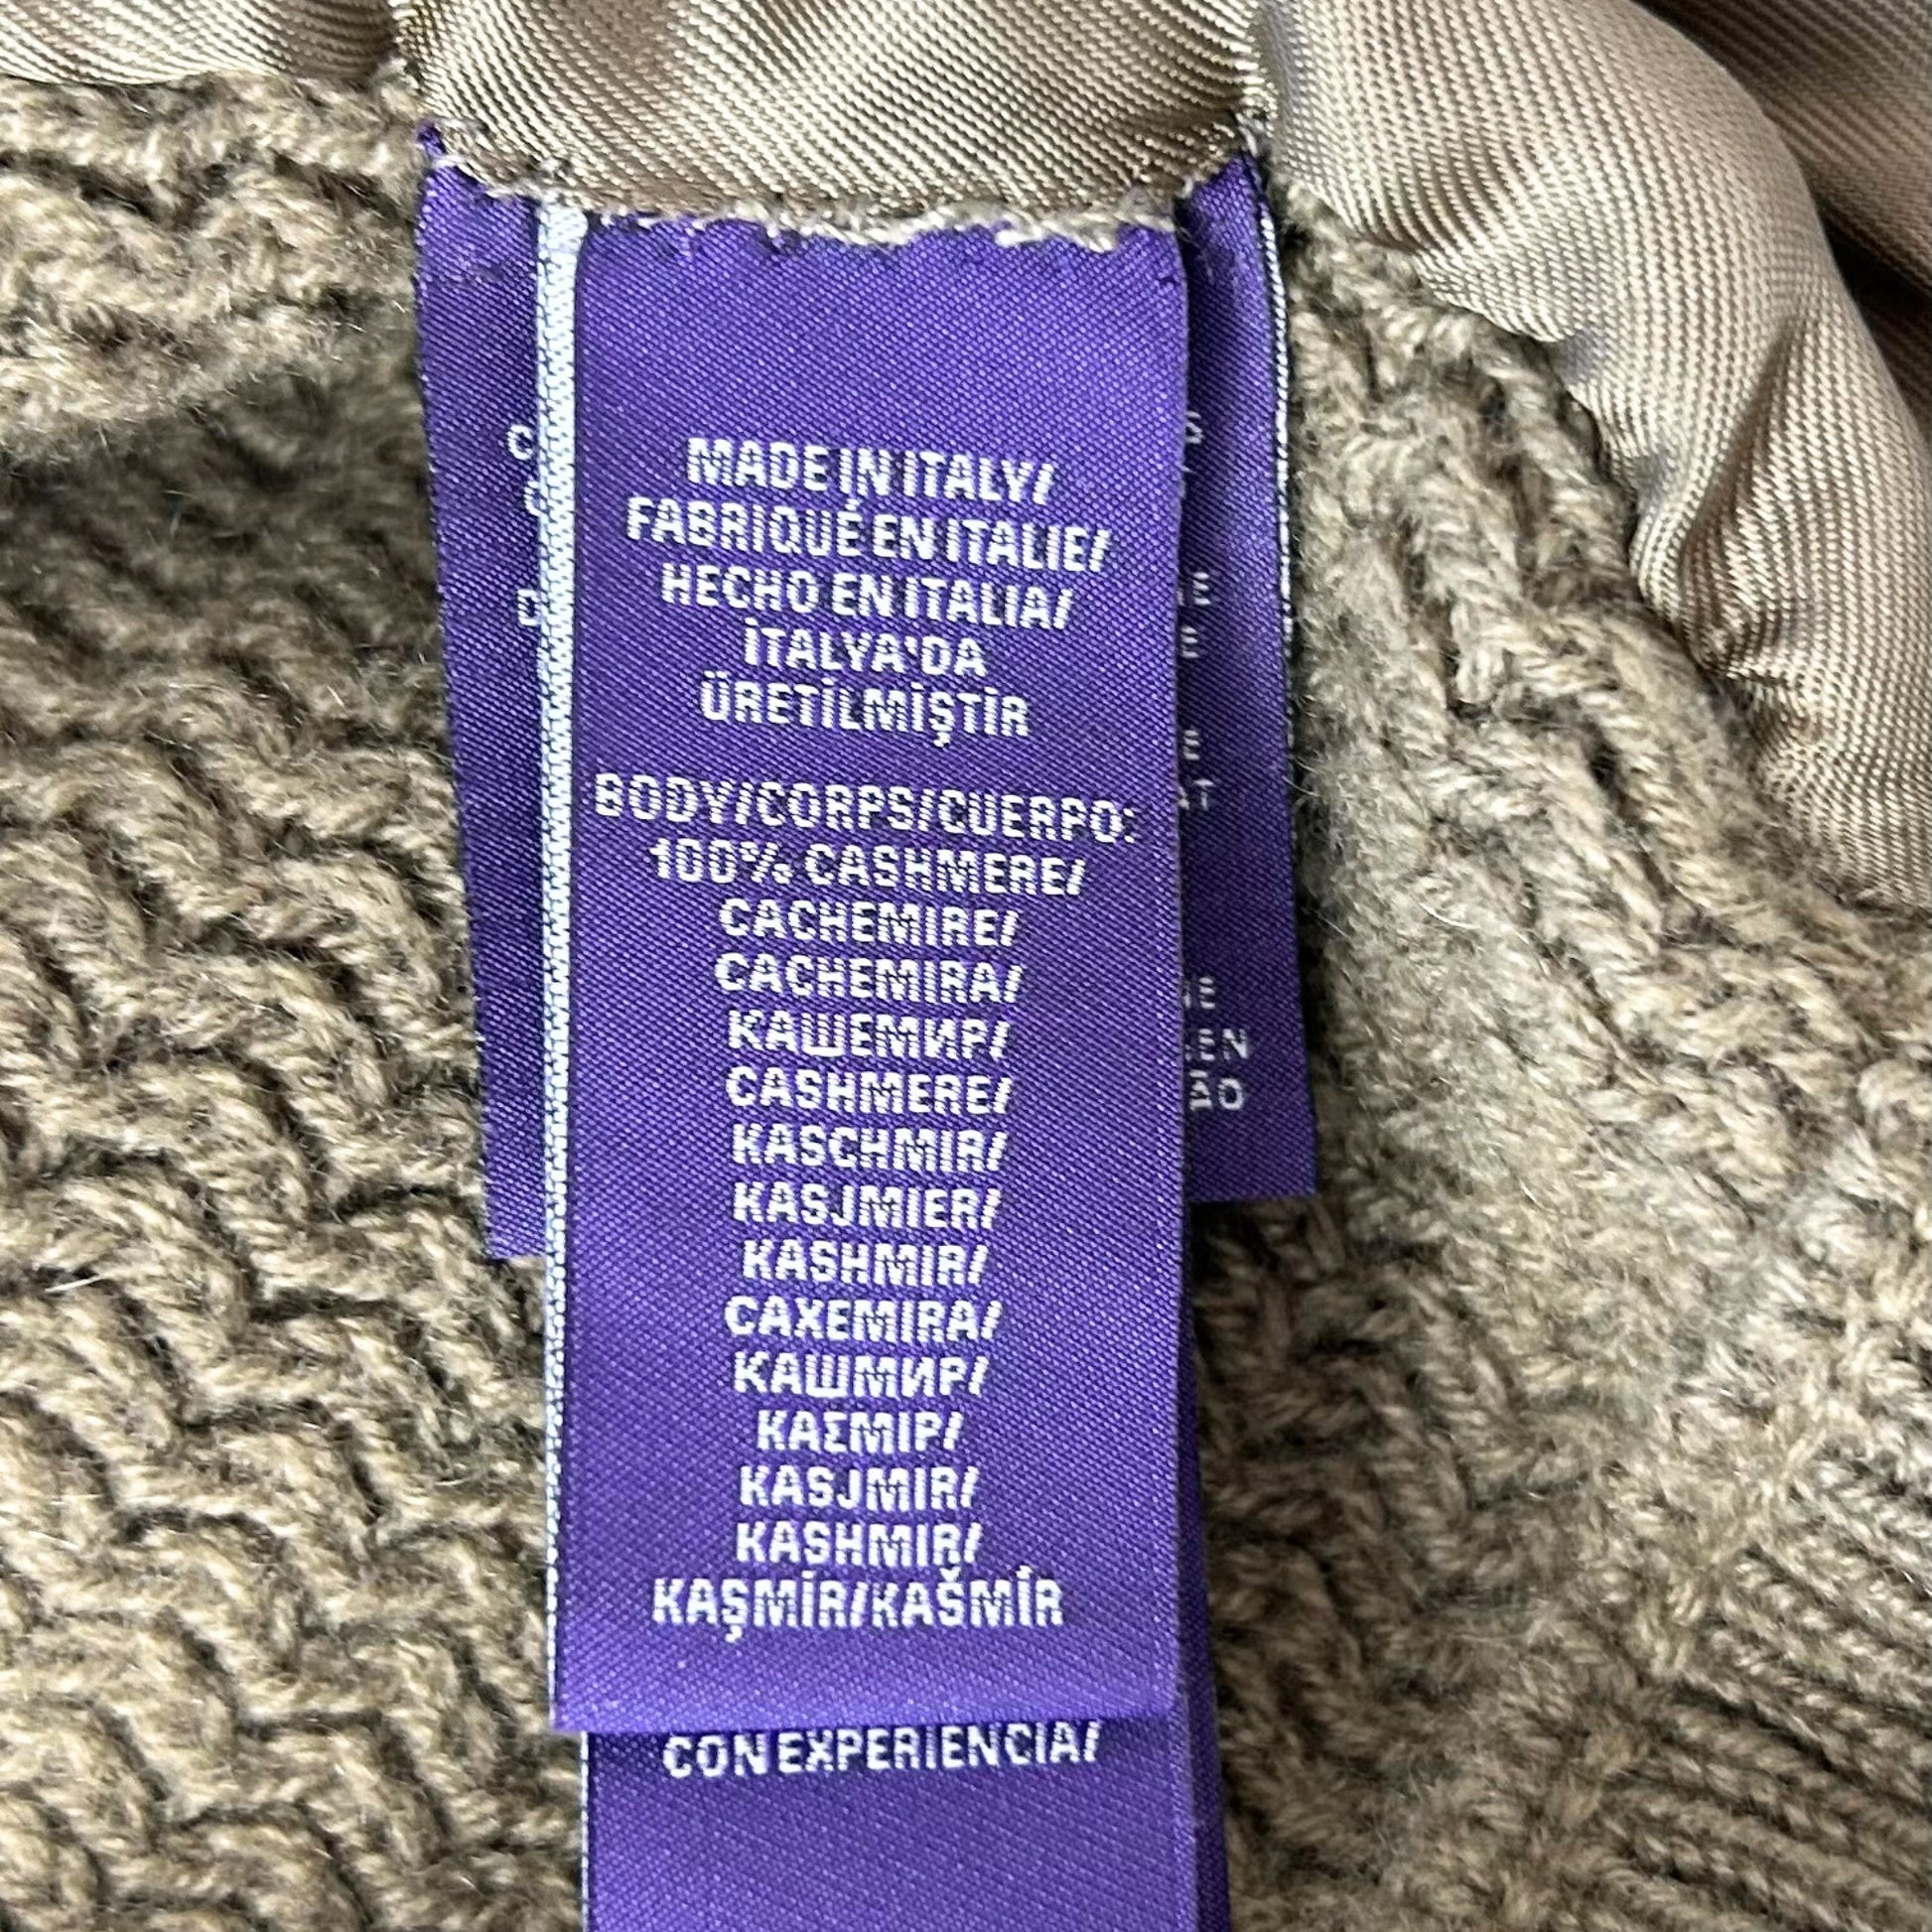 MADE IN ITALY/
FABRIQUÉ EN ITALIE/
HECHO EN ITALIA/
İTALYA'DA
ÜRETİLMİŞTİR
BODY/CORPS/CUERPO:
100% CASHMERE/
CACHEMIRE/
CACHEMIRA/
КАШЕМИР/
CASHMERE/
KASCHMIR/
KASJMIER/
KASHMIR/
CAXEMIRA/
КАШМИР/
ΚΑΣΜΙΡ/
KASJMIR/
KASHMIR/
KAŞMİR/KAŠMÍR
CON EXPERIENCIA/